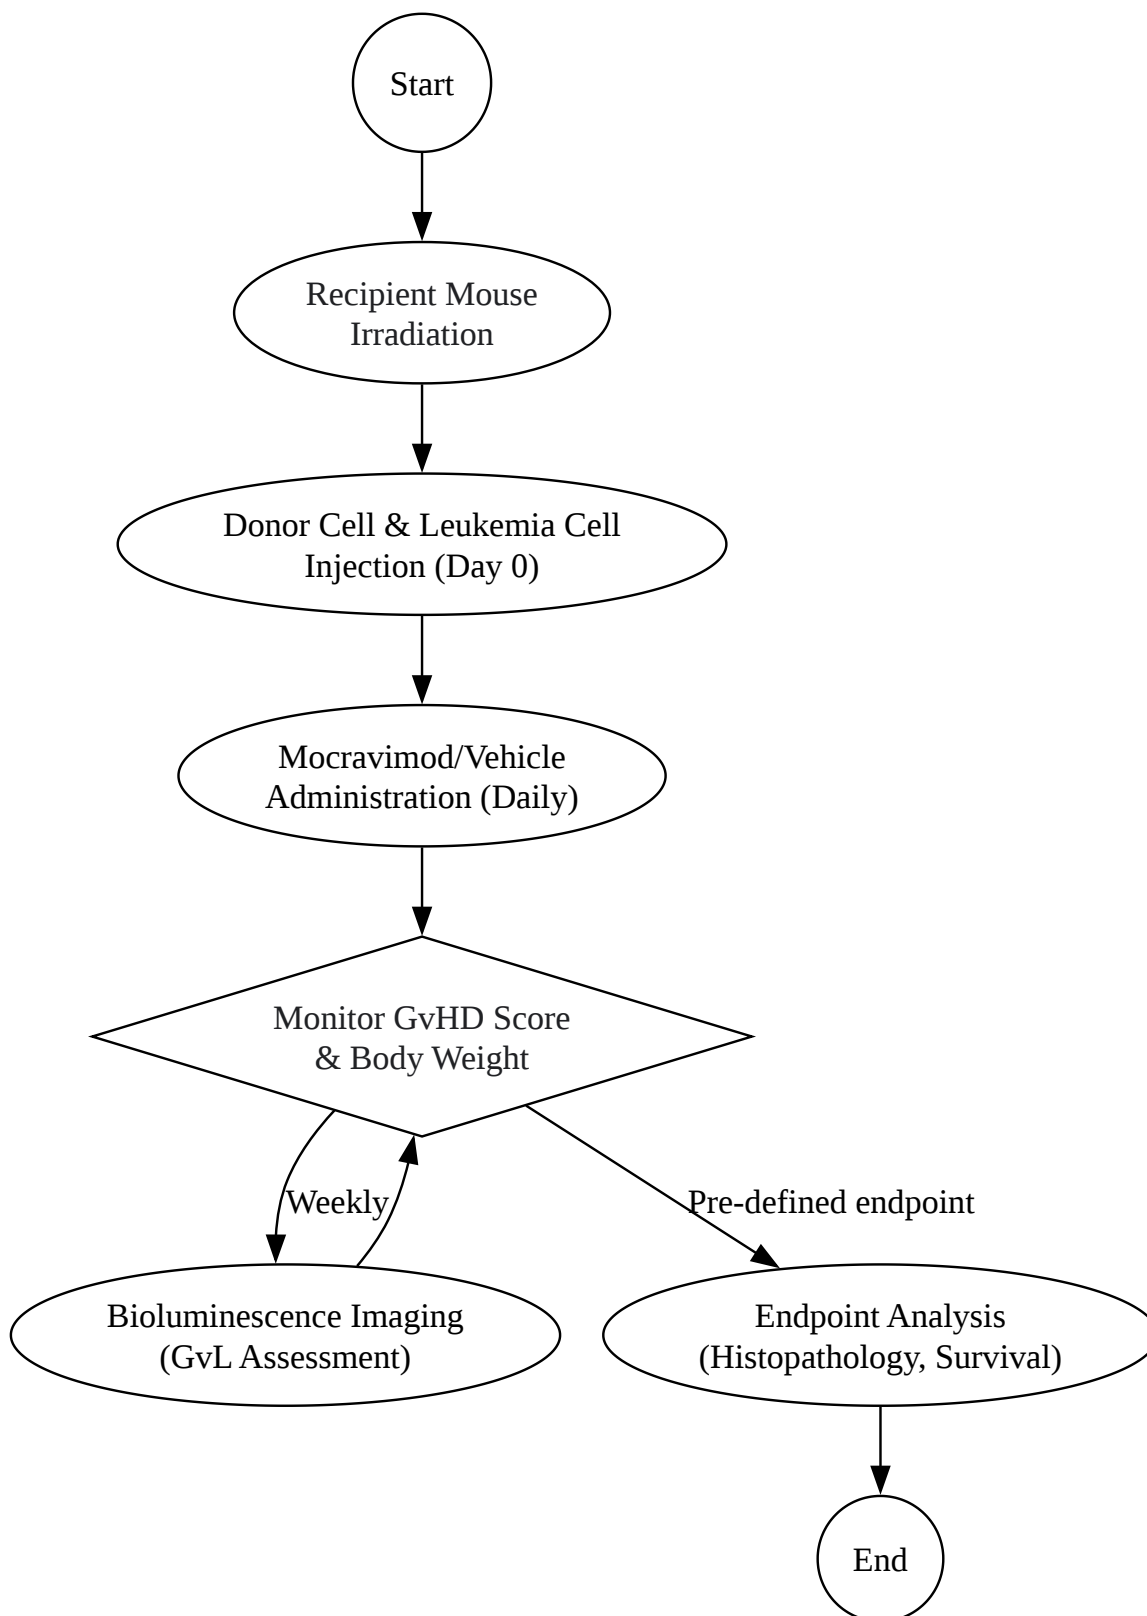 Start
Recipient Mouse
Irradiation
Donor Cell & Leukemia Cell
Injection (Day 0)
Mocravimod/Vehicle
Administration (Daily)
Monitor GvHD Score
& Body Weight
Weekly
Pre-defined endpoint
Bioluminescence Imaging
(GvL Assessment)
Endpoint Analysis
(Histopathology, Survival)
End